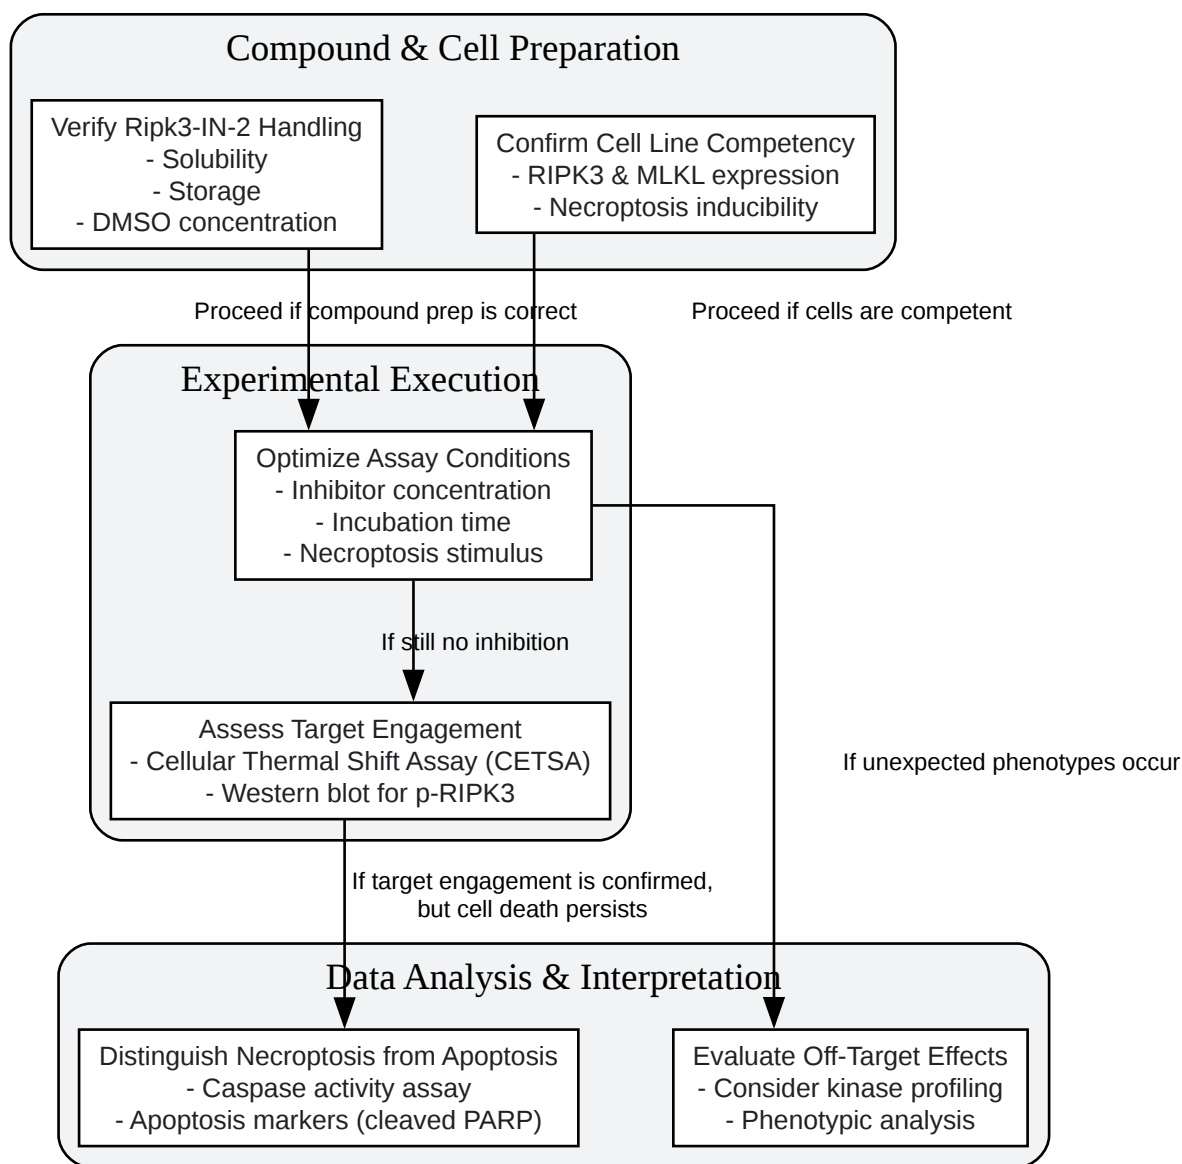 Compound & Cell Preparation
Verify Ripk3-IN-2 Handling
- Solubility
- Storage
- DMSO concentration
Confirm Cell Line Competency
- RIPK3 & MLKL expression
- Necroptosis inducibility
Proceed if compound prep is correct
Proceed if cells are competent
Experimental Execution
Optimize Assay Conditions
- Inhibitor concentration
- Incubation time
- Necroptosis stimulus
If still no inhibition
Assess Target Engagement
- Cellular Thermal Shift Assay (CETSA)
- Western blot for p-RIPK3
If unexpected phenotypes occur
If target engagement is confirmed,
but cell death persists
Data Analysis & Interpretation
Distinguish Necroptosis from Apoptosis
- Caspase activity assay
- Apoptosis markers (cleaved PARP)
Evaluate Off-Target Effects
- Consider kinase profiling
- Phenotypic analysis